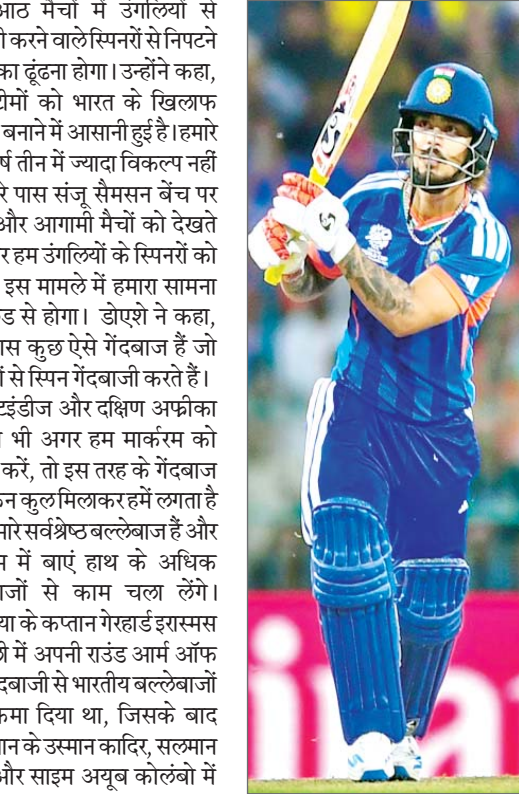 आठ मैचों में उंगलियों से
करने वाले स्पिनरों से निपटने
का ढूंढना होगा। उन्होंने कहा,
टीमों को भारत के खिलाफ
बनाने में आसानी हुई है। हमारे
तीन में ज्यादा विकल्प नहीं
पास संजू सैमसन बेंच पर
और आगामी मैचों को देखते
हम उंगलियों के स्पिनरों को
इस मामले में हमारा सामना
से होगा। डोएशे ने कहा,
कुछ ऐसे गेंदबाज हैं जो
से स्पिन गेंदबाजी करते हैं।
और दक्षिण अफ्रीका
भी अगर हम मार्करम को
करें, तो इस तरह के गेंदबाज
कुल मिलाकर हमें लगता है
सर्वश्रेष्ठ बल्लेबाज हैं और
में बाएं हाथ के अधिक
से काम चला लेंगे।
के कप्तान गेरहार्ड इरास्मस
में अपनी राउंड आर्म ऑफ
से भारतीय बल्लेबाजों
दिया था, जिसके बाद
के उस्मान कादिर, सलमान
और साइम अयूब कोलंबो में